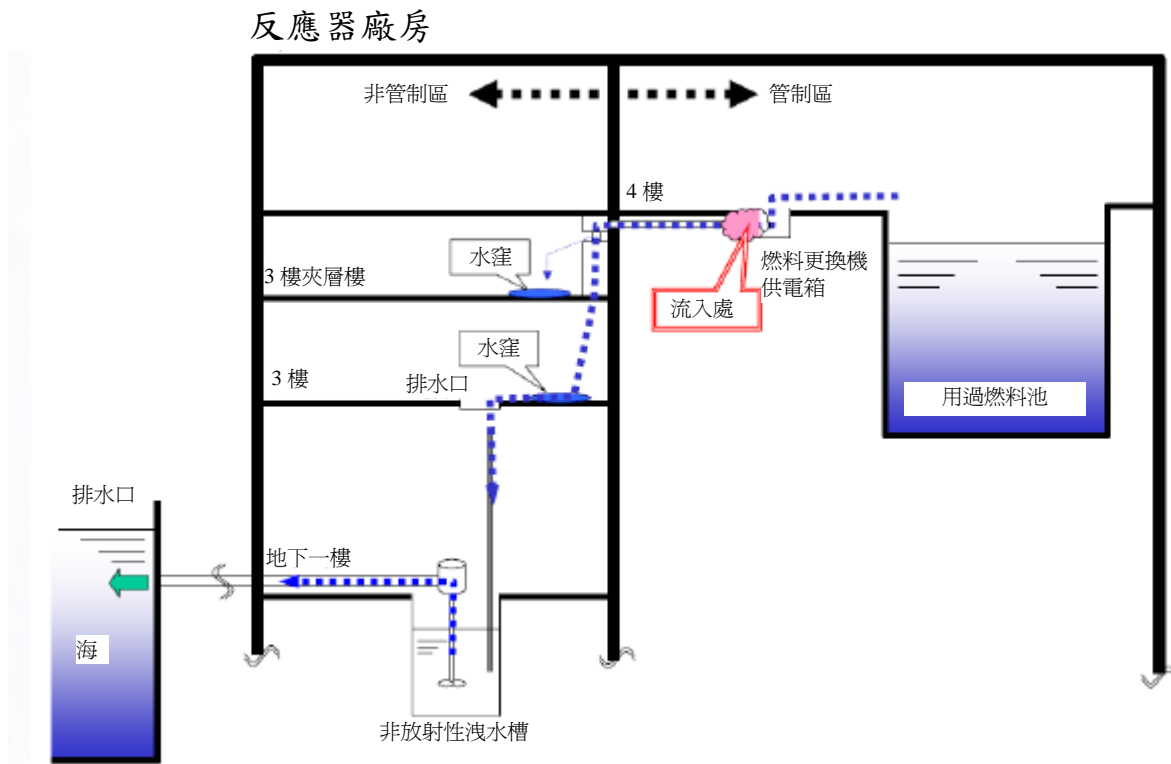 反應器廠房
非管制區
管制區
4 樓
水窪
3 樓夾層樓
燃料更換機
供電箱
流入處
水窪
3 樓
排水口
用過燃料池
排水口
地下一樓
海
非放射性洩水槽